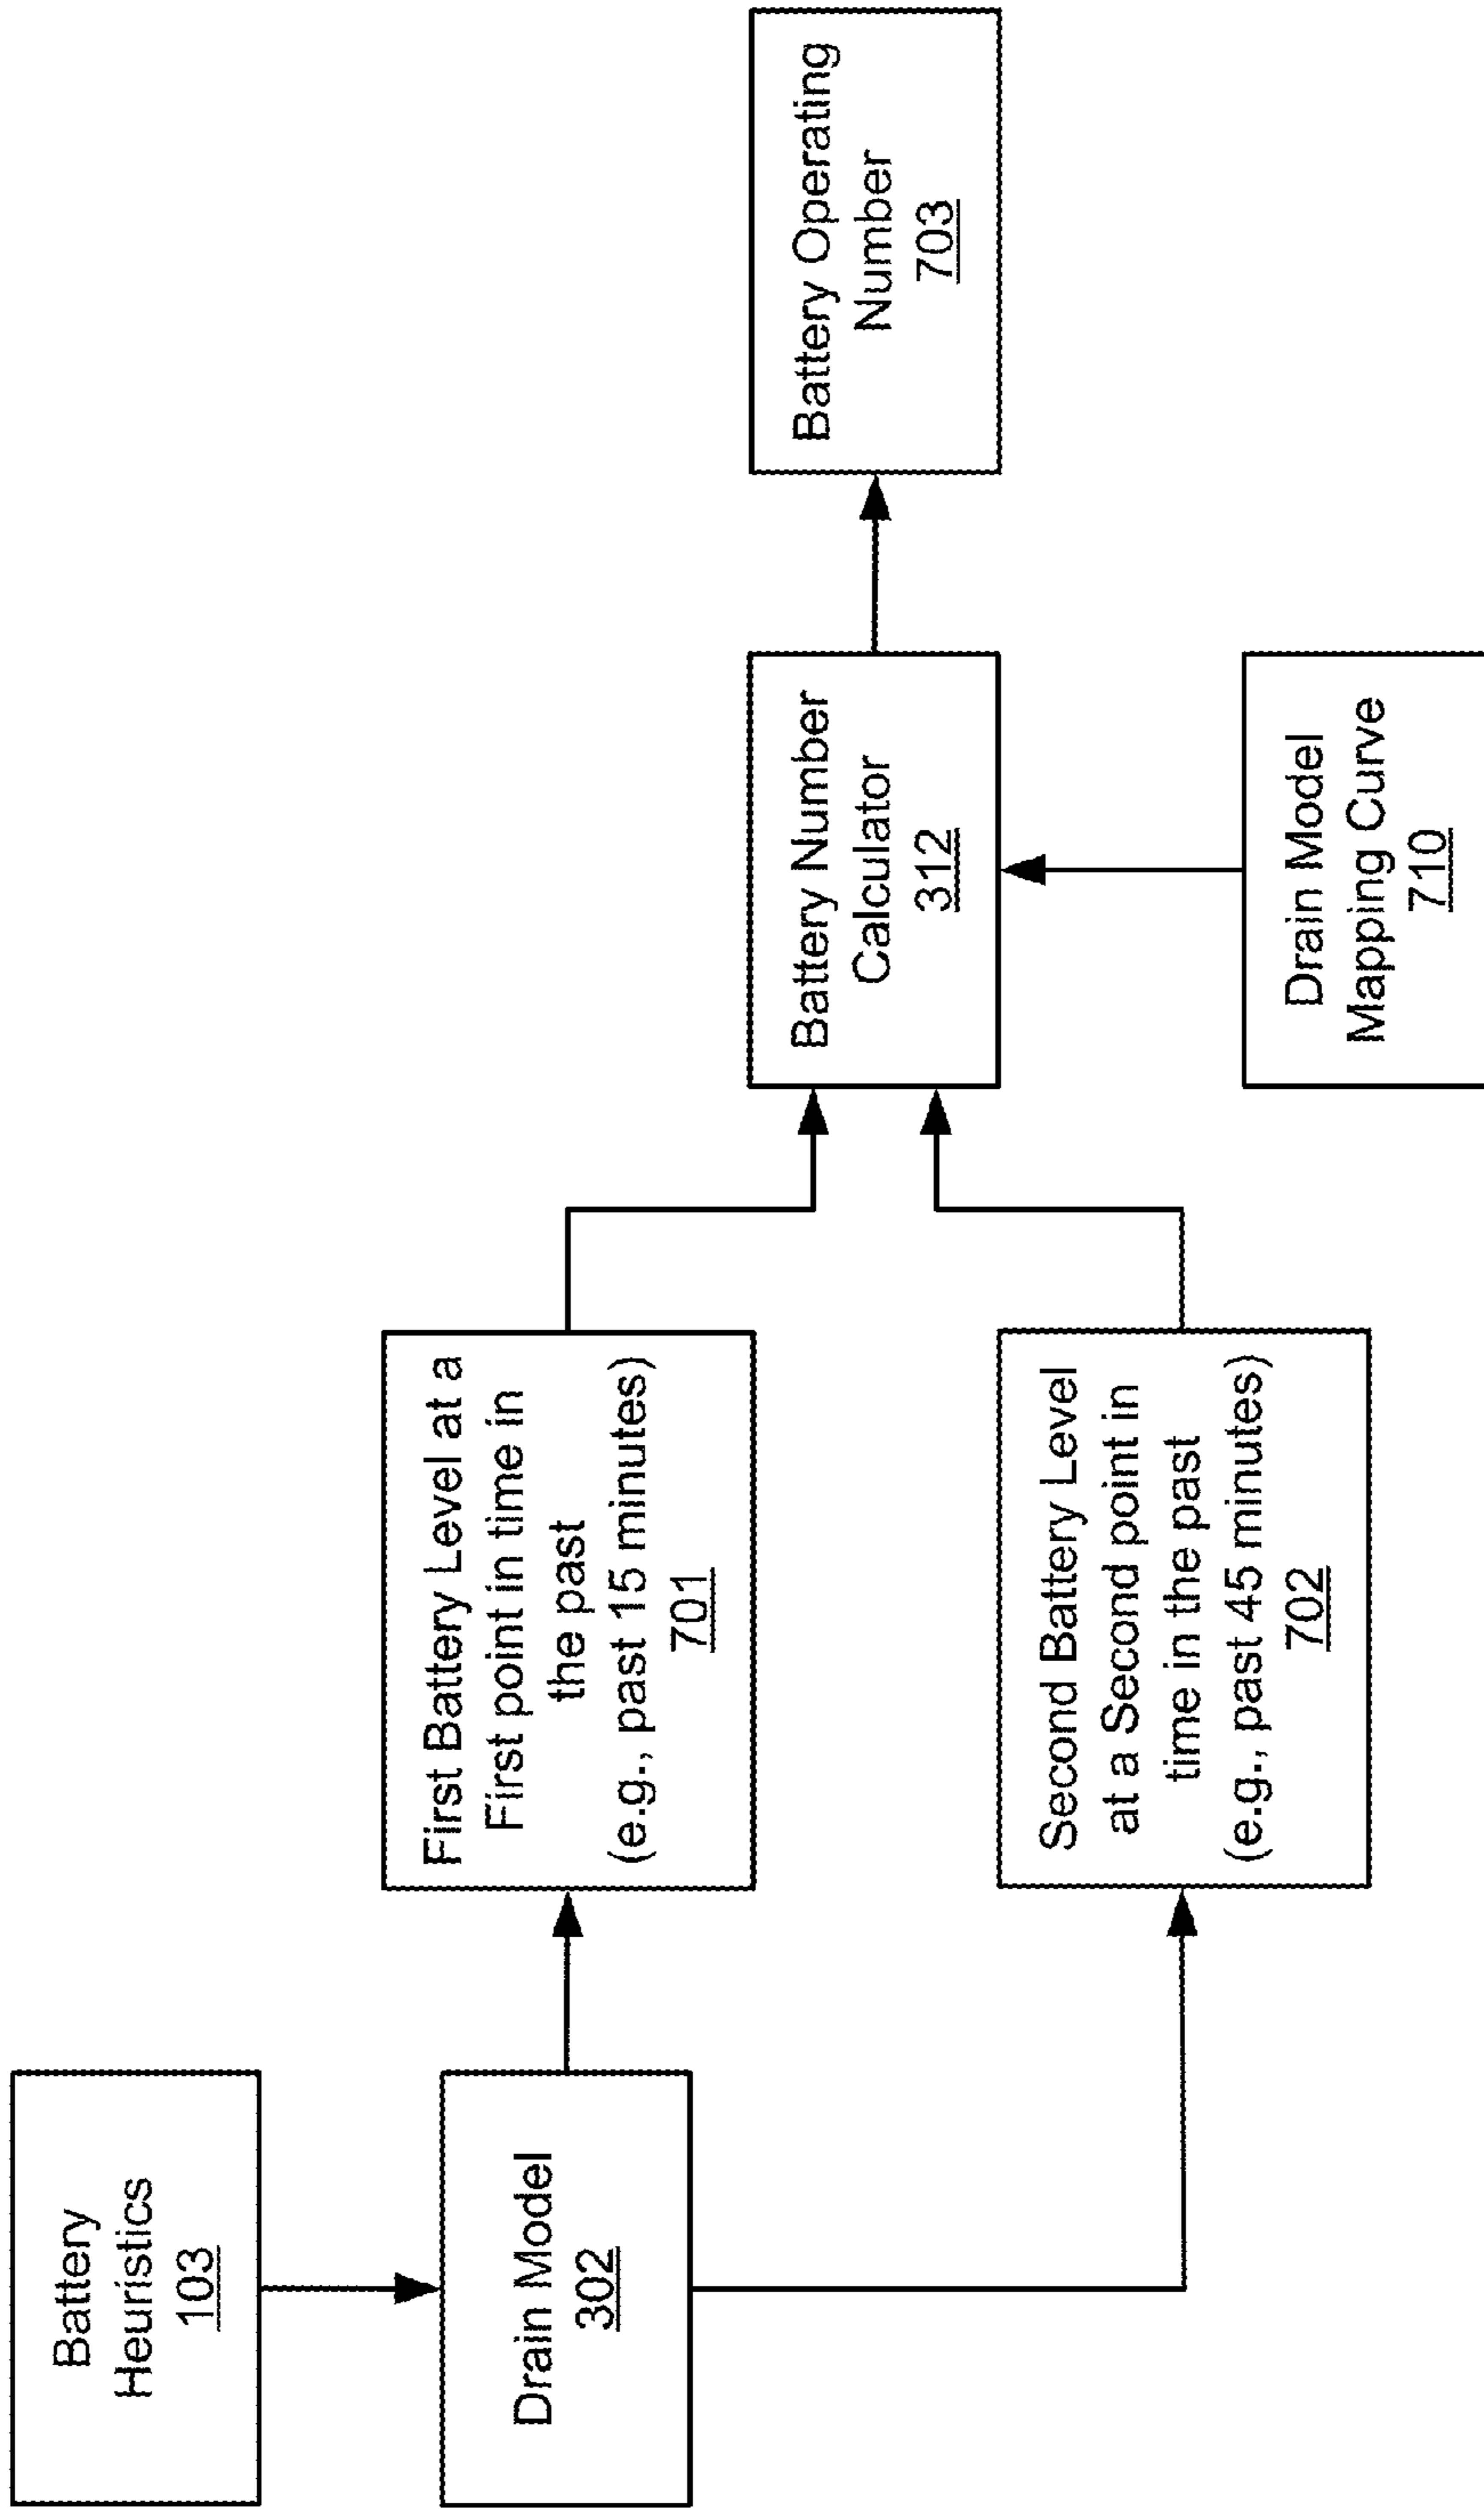 Battery
Heuristics
103
Drain Model
302
First Battery Level at a
First point in time in
the past
(e.g., past 15 minutes)
701
Second Battery Level
at a Second point in
time in the past
(e.g., past 45 minutes)
702
Battery Number
Calculator
312
Drain Model
Mapping Curve
710
Battery Operating
Number
703